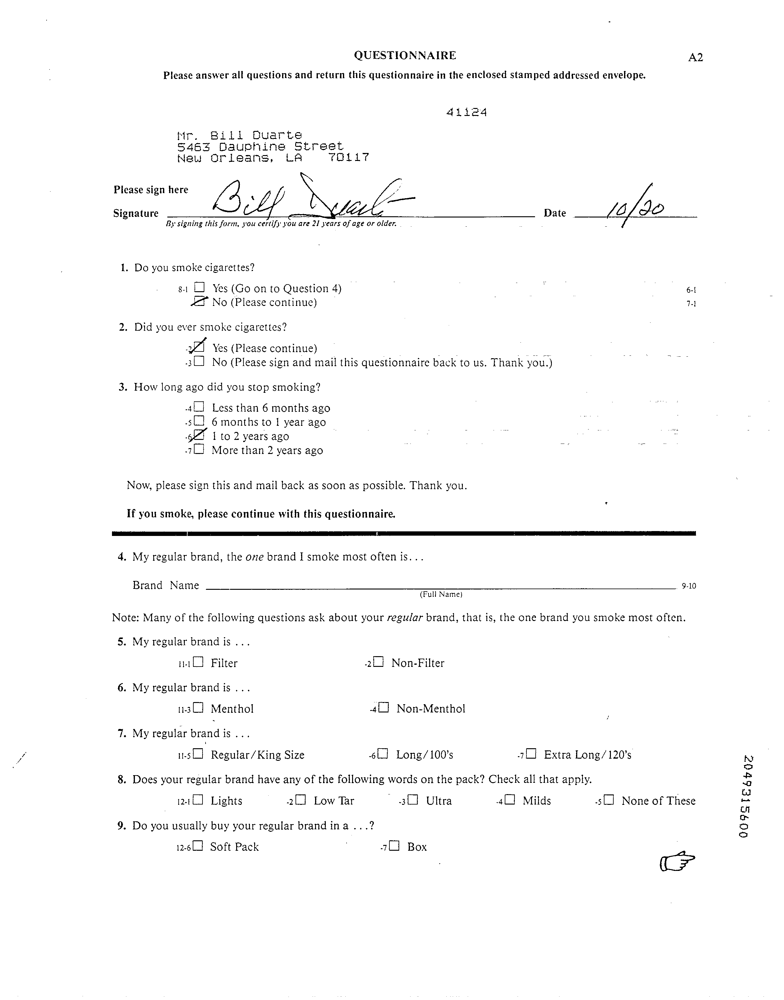 QUESTIONNAIRE
A2
Please answer all questions and return this questionnaire in the enclosed stamped addressed envelope.
41124
Mr. Bill Duarte
5463 Dauphine Street
New Orleans, LA 70117
Please sign here
Signature Bill Duarte Date 10/20
By signing this form, you certify you are 21 years of age or older.
1. Do you smoke cigarettes?
8-1 Yes (Go on to Question 4) 6-1
No (Please continue) 7-1
2. Did you ever smoke cigarettes?
-2 Yes (Please continue)
-3 No (Please sign and mail this questionnaire back to us. Thank you.)
3. How long ago did you stop smoking?
-4 Less than 6 months ago
-5 6 months to 1 year ago
-6 1 to 2 years ago
-7 More than 2 years ago
Now, please sign this and mail back as soon as possible. Thank you.
If you smoke, please continue with this questionnaire.
4. My regular brand, the one brand I smoke most often is...
Brand Name 9-10
(Full Name)
Note: Many of the following questions ask about your regular brand, that is, the one brand you smoke most often.
5. My regular brand is ...
11-1 Filter -2 Non-Filter
6. My regular brand is ...
11-3 Menthol -4 Non-Menthol
7. My regular brand is ...
11-5 Regular/King Size -6 Long/100's -7 Extra Long/120's
8. Does your regular brand have any of the following words on the pack? Check all that apply.
12-1 Lights -2 Low Tar -3 Ultra -4 Milds -5 None of These
9. Do you usually buy your regular brand in a ...?
12-6 Soft Pack -7 Box
2049315600